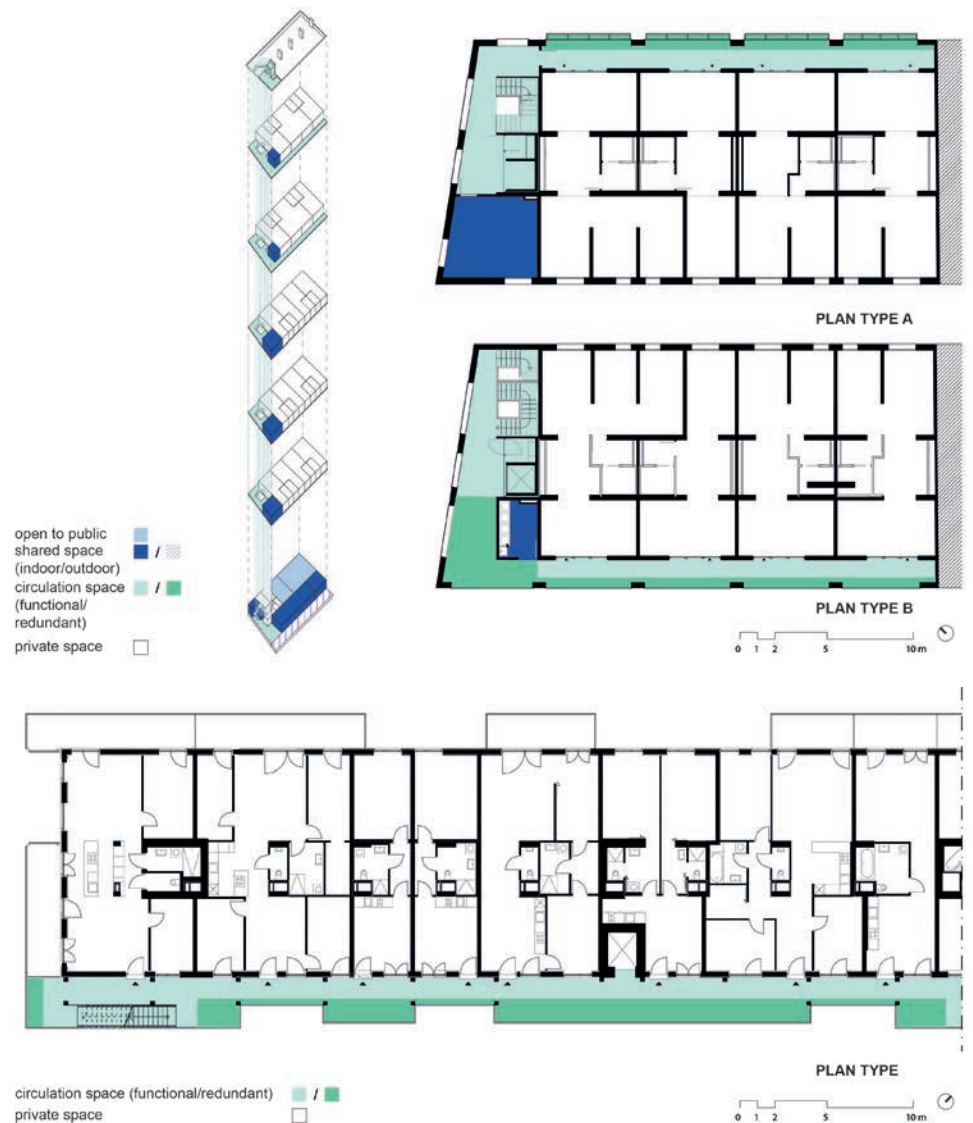 PLAN TYPE A
open to public
shared space /
(indoor/outdoor)
circulation space /
(functional/
redundant)
private space
PLAN TYPE B
0 1 2 5 10 m
PLAN TYPE
circulation space (functional/redundant) /
private space
0 1 2 5 10 m